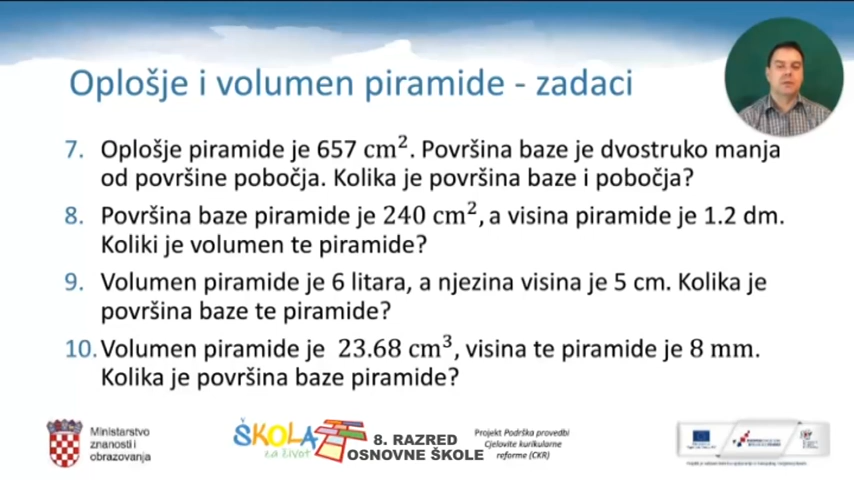 Oplošje i volumen piramide - zadaci
7. Oplošje piramide je 657 cm². Površina baze je dvostruko manja
od površine pobočja. Kolika je površina baze i pobočja?
8. Površina baze piramide je 240 cm², a visina piramide je 1.2 dm.
Koliki je volumen te piramide?
9. Volumen piramide je 6 litara, a njezina visina je 5 cm. Kolika je
površina baze te piramide?
10. Volumen piramide je 23.68 cm³, visina te piramide je 8 mm.
Kolika je površina baze piramide?
Ministarstvo
znanosti i
obrazovanja
ŠKOLA
za život
8. RAZRED
OSNOVNE ŠKOLE
Projekt Podrška provedbi
Cjelovite kurikularne
reforme (CKR)